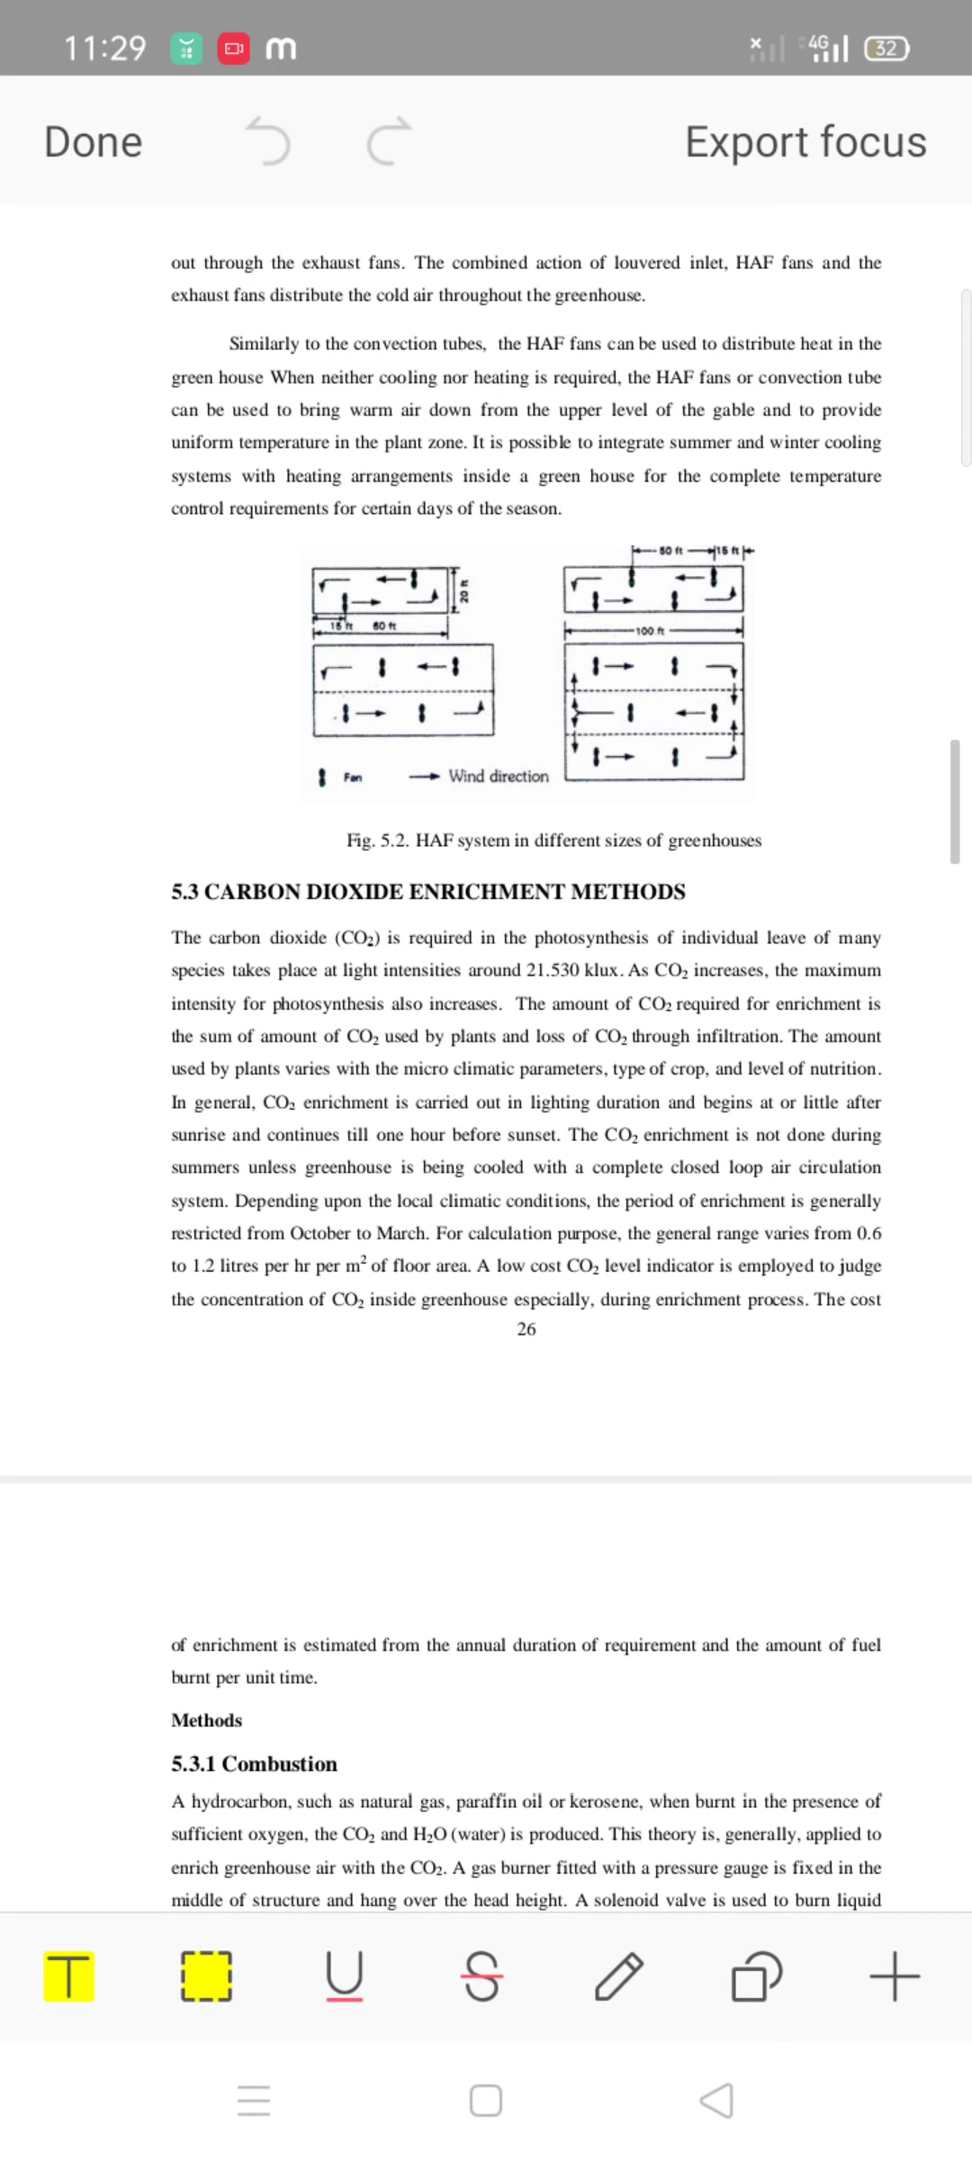 11:29 m 4G 32
Done Export focus
out through the exhaust fans. The combined action of louvered inlet, HAF fans and the
exhaust fans distribute the cold air throughout the greenhouse.
Similarly to the convection tubes, the HAF fans can be used to distribute heat in the
green house When neither cooling nor heating is required, the HAF fans or convection tube
can be used to bring warm air down from the upper level of the gable and to provide
uniform temperature in the plant zone. It is possible to integrate summer and winter cooling
systems with heating arrangements inside a green house for the complete temperature
control requirements for certain days of the season.
50 ft 15 ft
20 ft
15 ft 60 ft
100 ft
Fan Wind direction
Fig. 5.2. HAF system in different sizes of greenhouses
5.3 CARBON DIOXIDE ENRICHMENT METHODS
The carbon dioxide (CO₂) is required in the photosynthesis of individual leave of many
species takes place at light intensities around 21.530 klux. As CO₂ increases, the maximum
intensity for photosynthesis also increases. The amount of CO₂ required for enrichment is
the sum of amount of CO₂ used by plants and loss of CO₂ through infiltration. The amount
used by plants varies with the micro climatic parameters, type of crop, and level of nutrition.
In general, CO₂ enrichment is carried out in lighting duration and begins at or little after
sunrise and continues till one hour before sunset. The CO₂ enrichment is not done during
summers unless greenhouse is being cooled with a complete closed loop air circulation
system. Depending upon the local climatic conditions, the period of enrichment is generally
restricted from October to March. For calculation purpose, the general range varies from 0.6
to 1.2 litres per hr per m² of floor area. A low cost CO₂ level indicator is employed to judge
the concentration of CO₂ inside greenhouse especially, during enrichment process. The cost
26
of enrichment is estimated from the annual duration of requirement and the amount of fuel
burnt per unit time.
Methods
5.3.1 Combustion
A hydrocarbon, such as natural gas, paraffin oil or kerosene, when burnt in the presence of
sufficient oxygen, the CO₂ and H₂O (water) is produced. This theory is, generally, applied to
enrich greenhouse air with the CO₂. A gas burner fitted with a pressure gauge is fixed in the
middle of structure and hang over the head height. A solenoid valve is used to burn liquid
T U S